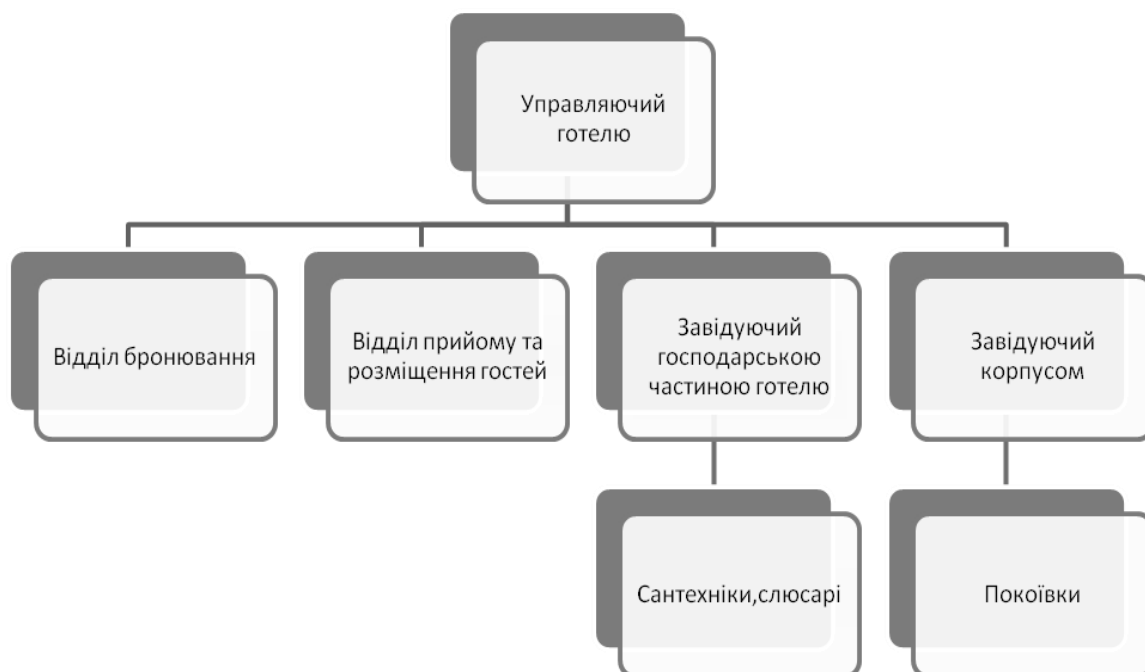 Управляючий
готелю
Відділ бронювання
Відділ прийому та
розміщення гостей
Завідуючий
господарською
частиною готелю
Завідуючий
корпусом
Сантехніки,слюсарі
Покоївки